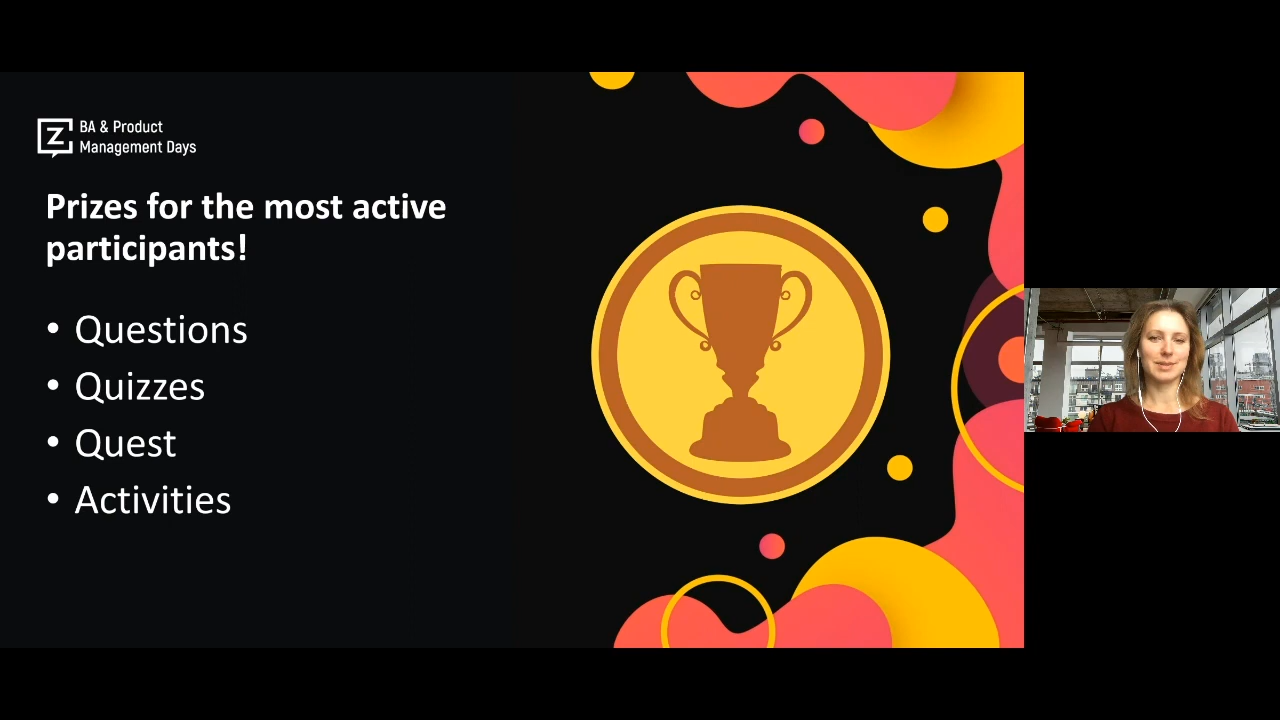 Z BA & Product
Management Days
Prizes for the most active
participants!
• Questions
• Quizzes
• Quest
• Activities